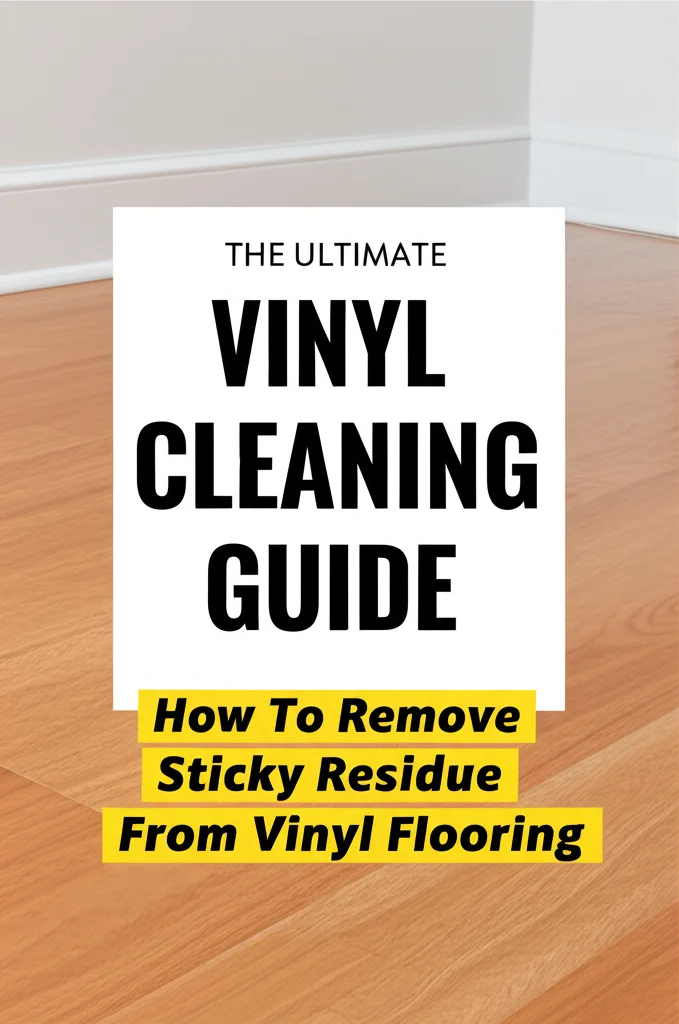 THE ULTIMATE
VINYL
CLEANING
GUIDE
How To Remove
Sticky Residue
From Vinyl Flooring